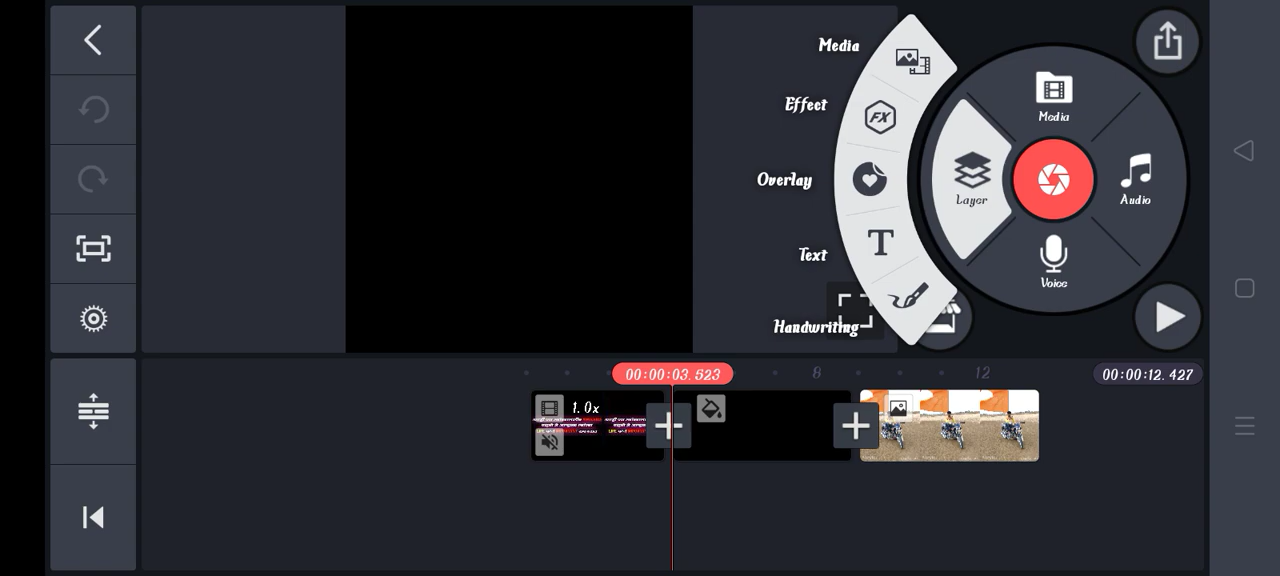 Media
Effect
Overlay
Text
Handwriting
Media
Layer
Audio
Voice
00:00:03.523
8
12
00:00:12.427
1.0x